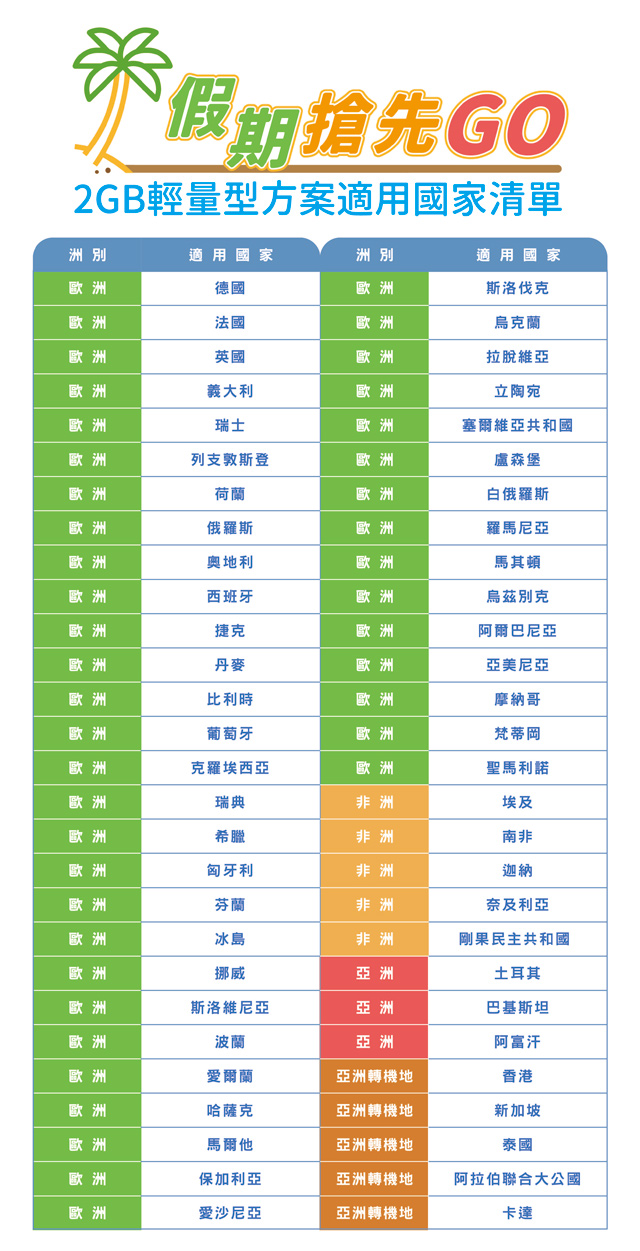 假期搶先GO
2GB輕量型方案適用國家清單
洲別 適用國家 洲別 適用國家
歐洲 德國 歐洲 斯洛伐克
歐洲 法國 歐洲 烏克蘭
歐洲 英國 歐洲 拉脫維亞
歐洲 義大利 歐洲 立陶宛
歐洲 瑞士 歐洲 塞爾維亞共和國
歐洲 列支敦斯登 歐洲 盧森堡
歐洲 荷蘭 歐洲 白俄羅斯
歐洲 俄羅斯 歐洲 羅馬尼亞
歐洲 奧地利 歐洲 馬其頓
歐洲 西班牙 歐洲 烏茲別克
歐洲 捷克 歐洲 阿爾巴尼亞
歐洲 丹麥 歐洲 亞美尼亞
歐洲 比利時 歐洲 摩納哥
歐洲 葡萄牙 歐洲 梵蒂岡
歐洲 克羅埃西亞 歐洲 聖馬利諾
歐洲 瑞典 非洲 埃及
歐洲 希臘 非洲 南非
歐洲 匈牙利 非洲 迦納
歐洲 芬蘭 非洲 奈及利亞
歐洲 冰島 非洲 剛果民主共和國
歐洲 挪威 亞洲 土耳其
歐洲 斯洛維尼亞 亞洲 巴基斯坦
歐洲 波蘭 亞洲 阿富汗
歐洲 愛爾蘭 亞洲轉機地 香港
歐洲 哈薩克 亞洲轉機地 新加坡
歐洲 馬爾他 亞洲轉機地 泰國
歐洲 保加利亞 亞洲轉機地 阿拉伯聯合大公國
歐洲 愛沙尼亞 亞洲轉機地 卡達